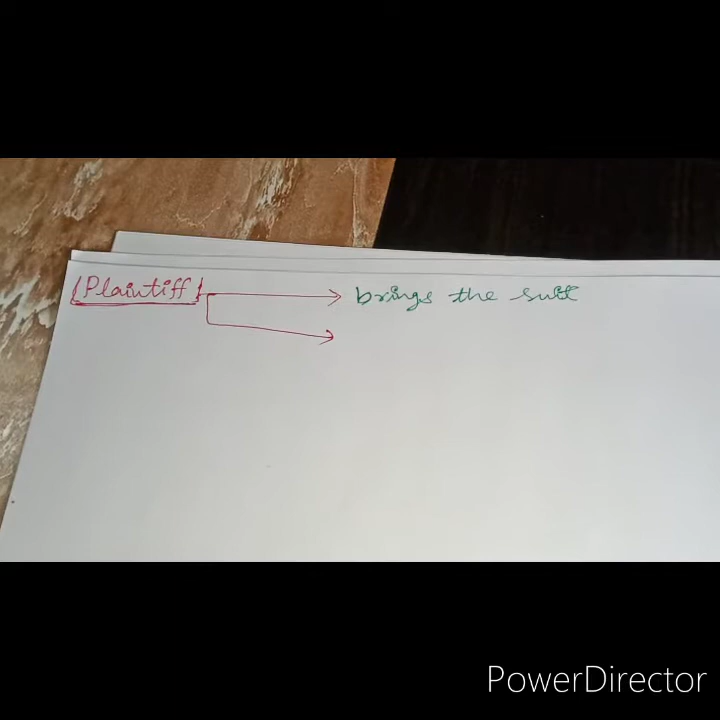 {Plaintiff} → brings the suit
PowerDirector